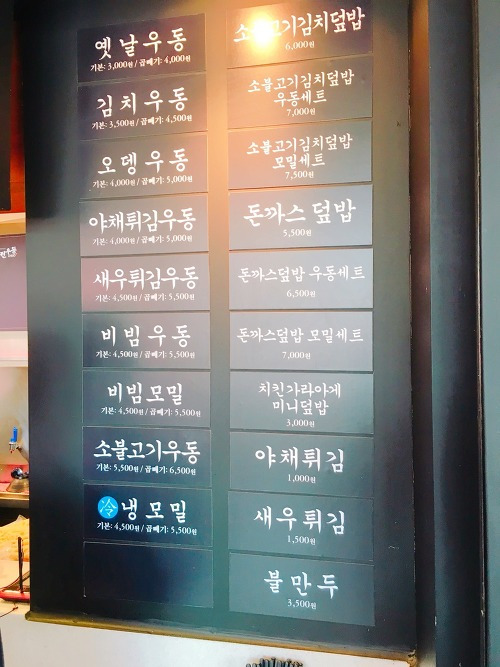 옛날우동
기본: 3,000원 / 곱빼기: 4,000원
김치우동
기본: 3,500원 / 곱빼기: 4,500원
오뎅우동
기본: 4,000원 / 곱빼기: 5,000원
야채튀김우동
기본: 4,000원 / 곱빼기: 5,000원
새우튀김우동
기본: 4,500원 / 곱빼기: 5,500원
비빔우동
기본: 4,500원 / 곱빼기: 5,500원
비빔모밀
기본: 4,500원 / 곱빼기: 5,500원
소불고기우동
기본: 5,500원 / 곱빼기: 6,500원
冷 냉모밀
기본: 4,500원 / 곱빼기: 5,500원
소불고기김치덮밥
6,000원
소불고기김치덮밥
우동세트
7,000원
소불고기김치덮밥
모밀세트
7,500원
돈까스 덮밥
5,500원
돈까스덮밥 우동세트
6,500원
돈까스덮밥 모밀세트
7,000원
치킨가라아게
미니덮밥
3,000원
야채튀김
1,000원
새우튀김
1,500원
불만두
3,500원